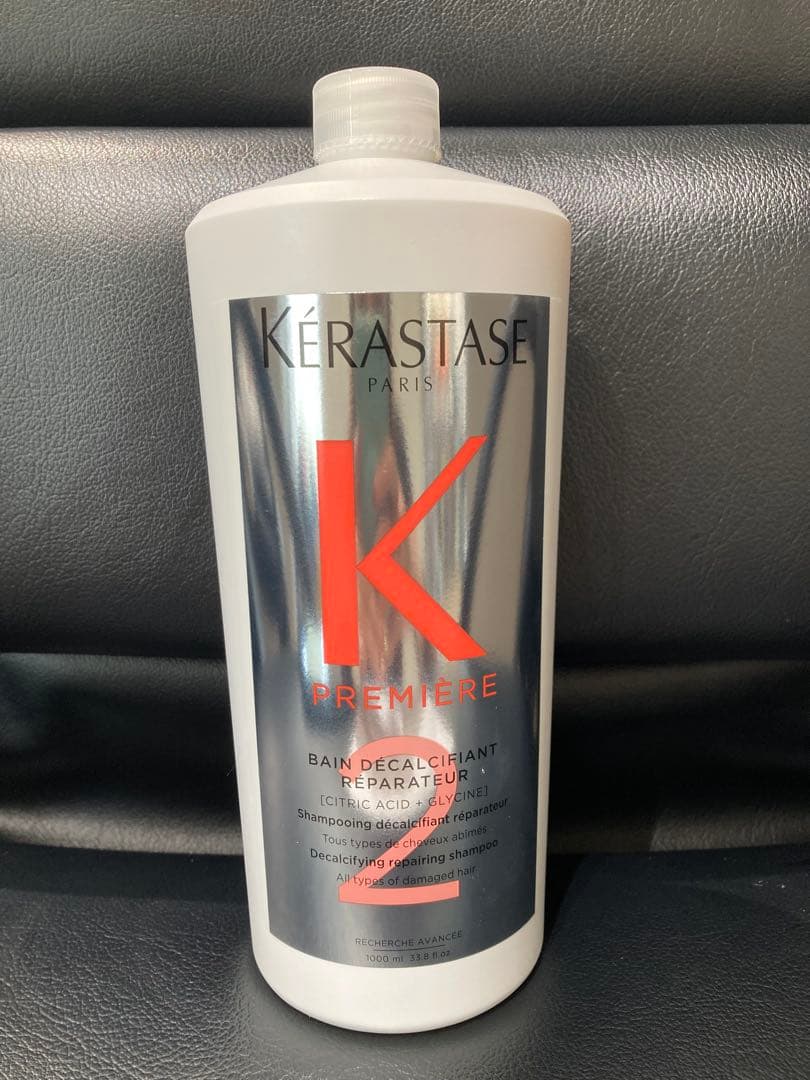 KÉRASTASE
PARIS
K
PREMIÈRE
2
BAIN DÉCALCIFIANT
RÉPARATEUR
[CITRIC ACID + GLYCINE]
Shampooing décalcifiant réparateur
Tous types de cheveux abîmés
Decalcifying repairing shampoo
All types of damaged hair
RECHERCHE AVANCÉE
1000 ml 33.8 fl.oz